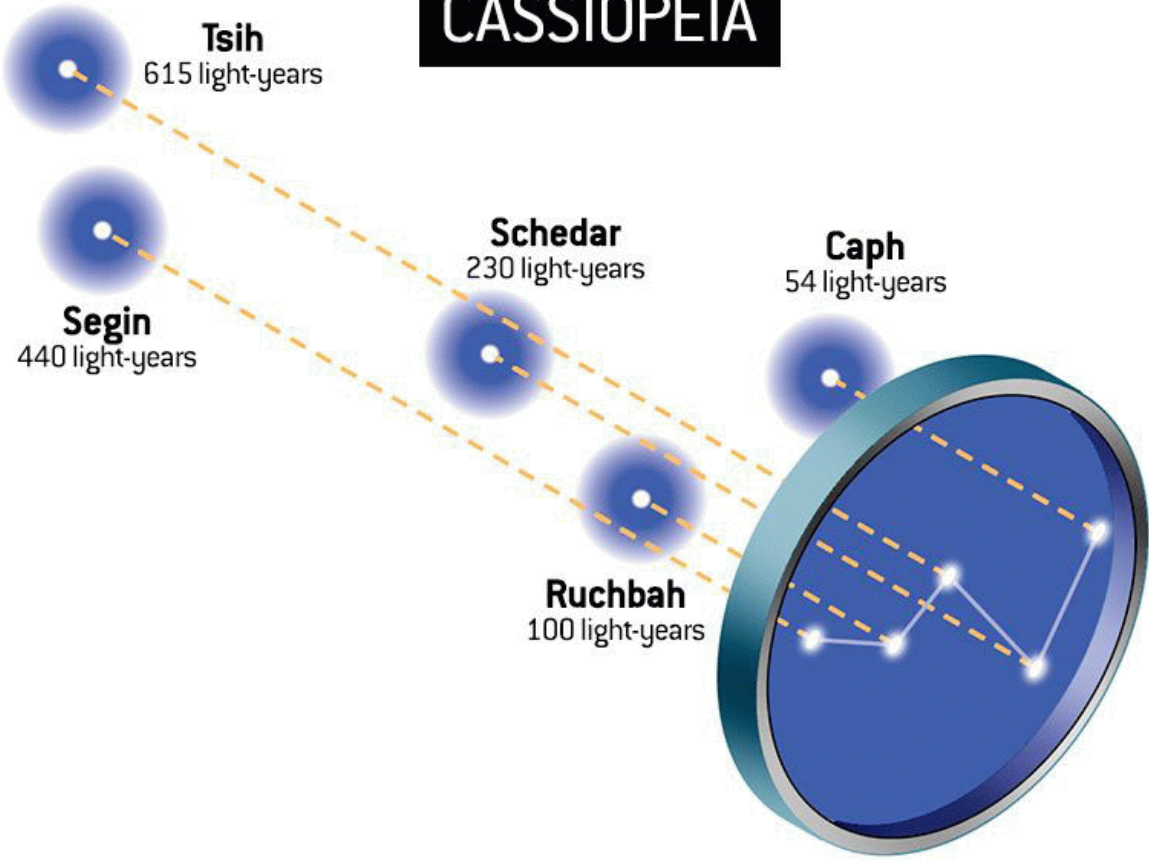 CASSIOPEIA
Tsih
615 light-years
Schedar
230 light-years
Caph
54 light-years
Segin
440 light-years
Ruchbah
100 light-years